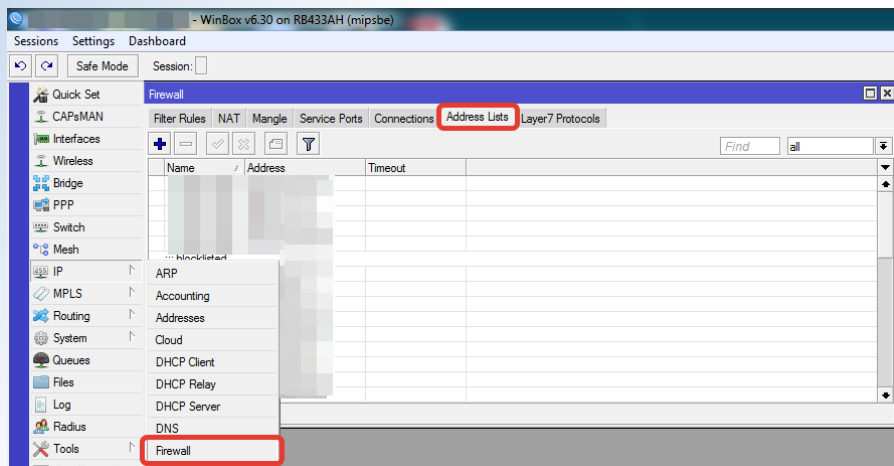 - WinBox v6.30 on RB433AH (mipsbe)
Sessions Settings Dashboard
Safe Mode Session:
Quick Set
CAPsMAN
Interfaces
Wireless
Bridge
PPP
Switch
Mesh
IP
MPLS
Routing
System
Queues
Files
Log
Radius
Tools
Firewall
Filter Rules NAT Mangle Service Ports Connections Address Lists Layer7 Protocols
Find all
Name Address Timeout
::: blocklisted
ARP
Accounting
Addresses
Cloud
DHCP Client
DHCP Relay
DHCP Server
DNS
Firewall